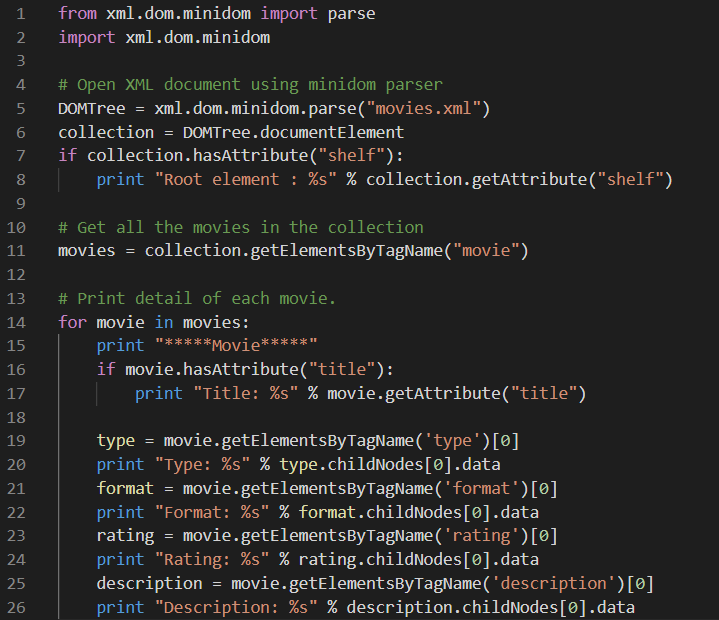 1 from xml.dom.minidom import parse
2 import xml.dom.minidom
3
4 # Open XML document using minidom parser
5 DOMTree = xml.dom.minidom.parse("movies.xml")
6 collection = DOMTree.documentElement
7 if collection.hasAttribute("shelf"):
8     print "Root element : %s" % collection.getAttribute("shelf")
9
10 # Get all the movies in the collection
11 movies = collection.getElementsByTagName("movie")
12
13 # Print detail of each movie.
14 for movie in movies:
15     print "*****Movie*****"
16     if movie.hasAttribute("title"):
17         print "Title: %s" % movie.getAttribute("title")
18
19     type = movie.getElementsByTagName('type')[0]
20     print "Type: %s" % type.childNodes[0].data
21     format = movie.getElementsByTagName('format')[0]
22     print "Format: %s" % format.childNodes[0].data
23     rating = movie.getElementsByTagName('rating')[0]
24     print "Rating: %s" % rating.childNodes[0].data
25     description = movie.getElementsByTagName('description')[0]
26     print "Description: %s" % description.childNodes[0].data